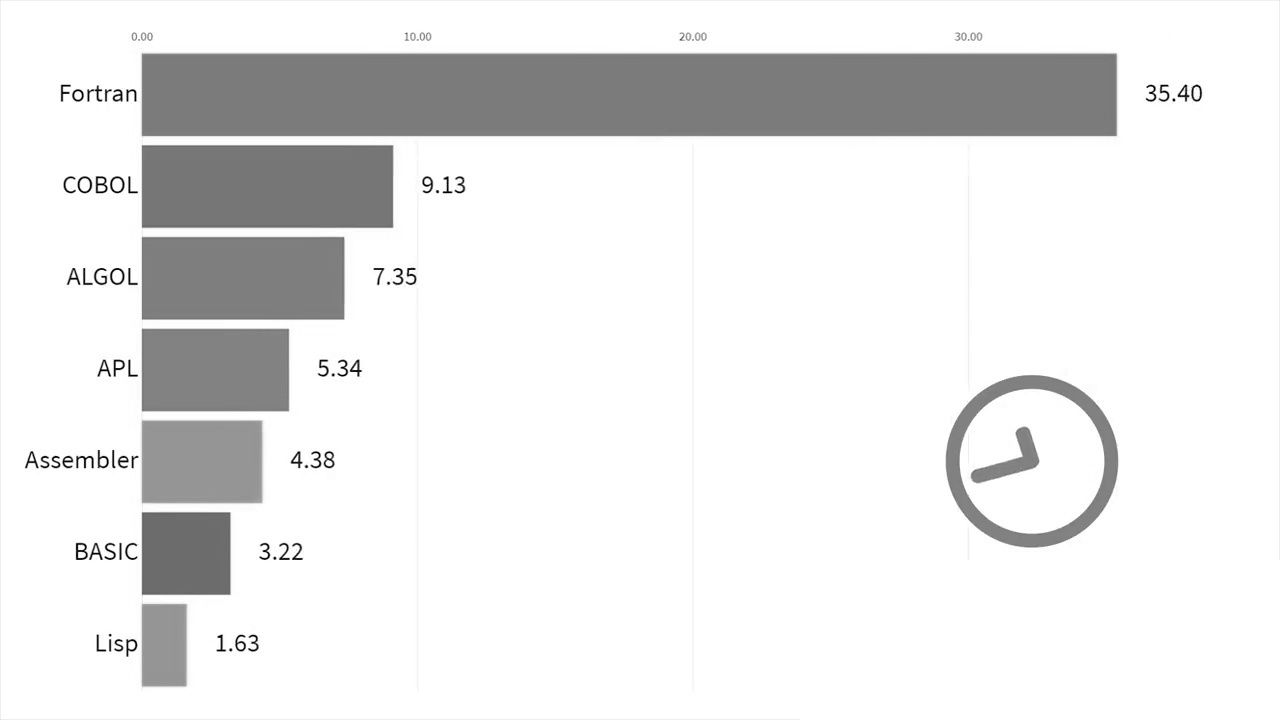 0.00 10.00 20.00 30.00
Fortran 35.40
COBOL 9.13
ALGOL 7.35
APL 5.34
Assembler 4.38
BASIC 3.22
Lisp 1.63